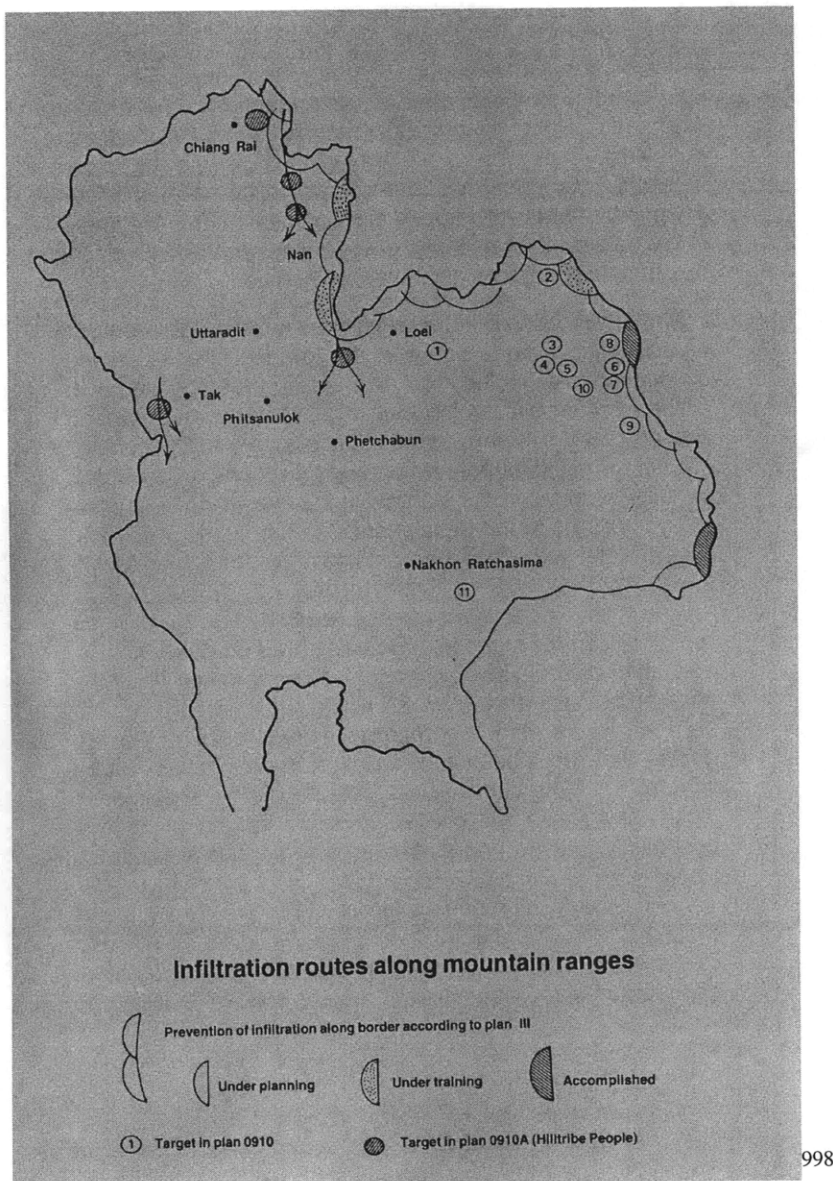 Chiang Rai
Nan
Uttaradit
Loei
Tak
Phitsanulok
Phetchabun
Nakhon Ratchasima
1
2
3
4
5
6
7
8
9
10
11
Infiltration routes along mountain ranges
Prevention of infiltration along border according to plan III
Under planning
Under training
Accomplished
1 Target in plan 0910
Target in plan 0910A (Hilltribe People)
998